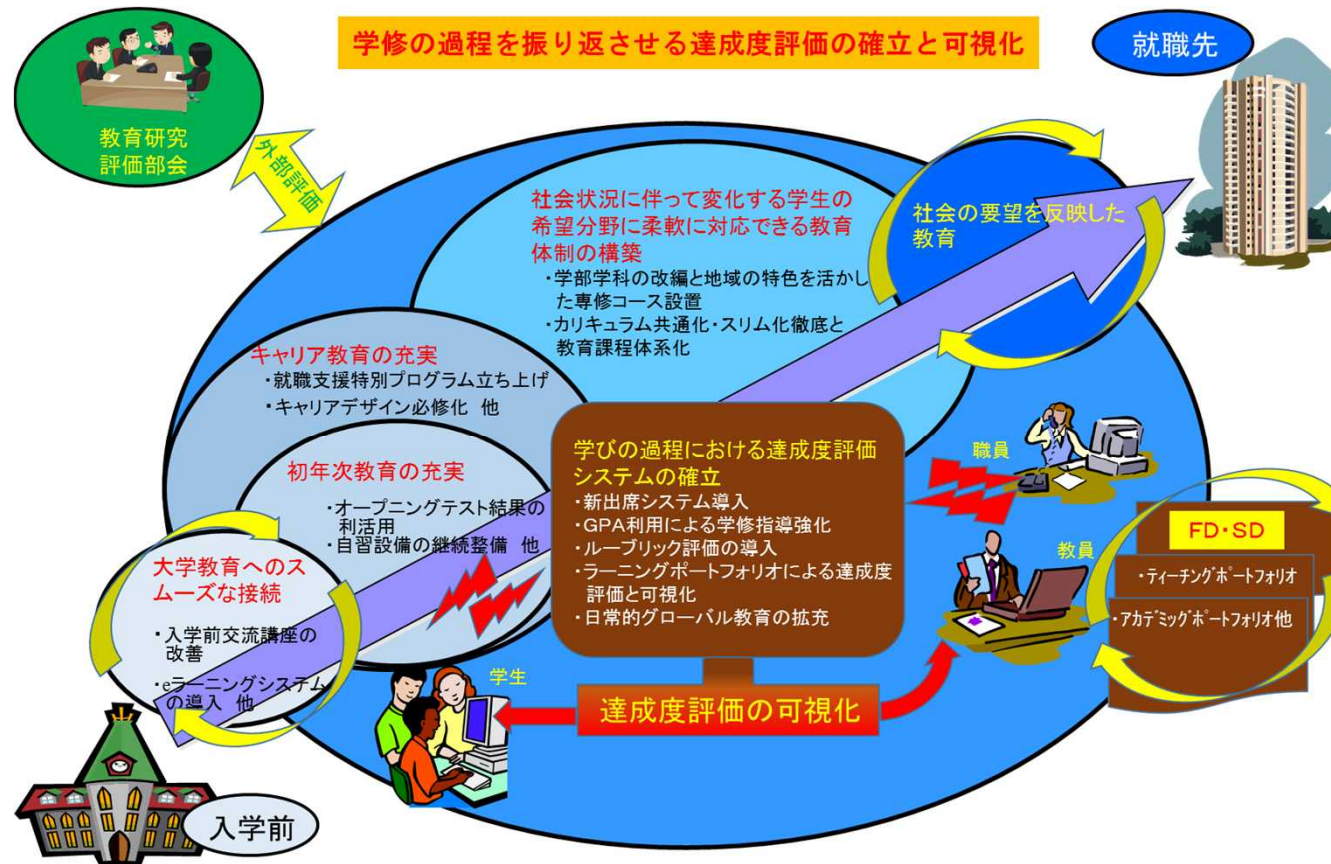 学修の過程を振り返させる達成度評価の確立と可視化
就職先
教育研究
評価部会
外部評価
社会状況に伴って変化する学生の
希望分野に柔軟に対応できる教育
体制の構築
・学部学科の改編と地域の特色を活かし
た専修コース設置
・カリキュラム共通化・スリム化徹底と
教育課程体系化
社会の要望を反映した
教育
キャリア教育の充実
・就職支援特別プログラム立ち上げ
・キャリアデザイン必修化 他
初年次教育の充実
・オープニングテスト結果の
利活用
・自習設備の継続整備 他
大学教育へのス
ムーズな接続
・入学前交流講座の
改善
・eラーニングシステム
の導入 他
入学前
学びの過程における達成度評価
システムの確立
・新出席システム導入
・GPA利用による学修指導強化
・ルーブリック評価の導入
・ラーニングポートフォリオによる達成度
評価と可視化
・日常的グローバル教育の拡充
達成度評価の可視化
学生
職員
教員
FD・SD
・ティーチングポートフォリオ
・アカデミックポートフォリオ他